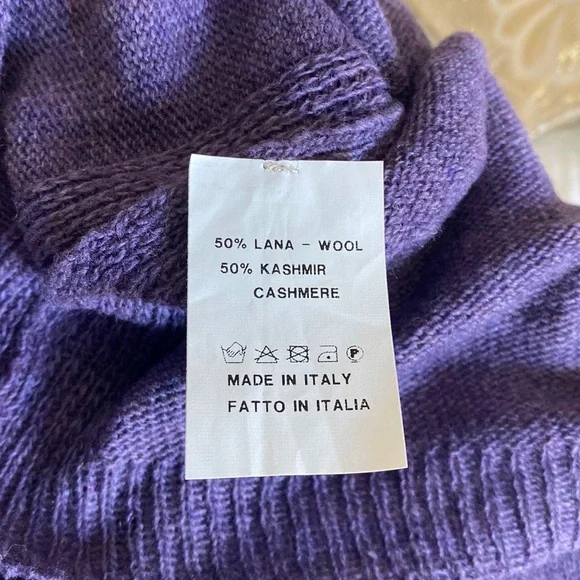 50% LANA - WOOL
50% KASHMIR
CASHMERE
P
MADE IN ITALY
FATTO IN ITALIA